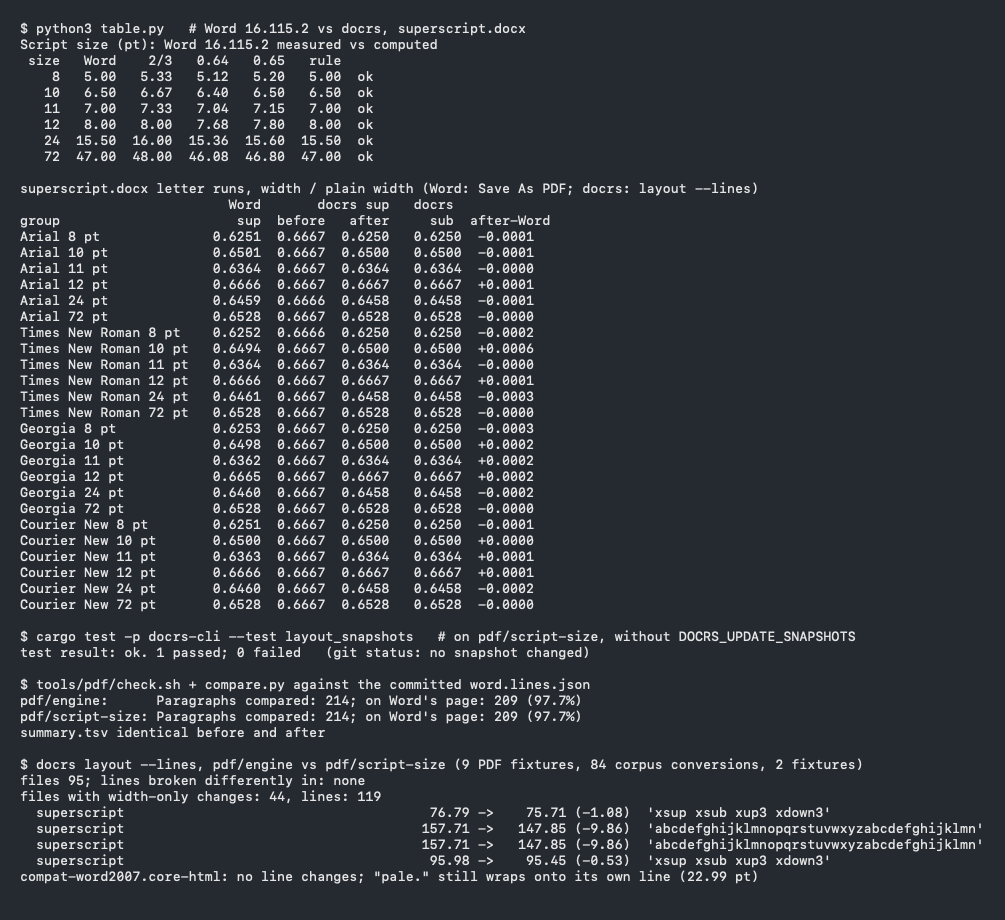 $ python3 table.py   # Word 16.115.2 vs docrs, superscript.docx
Script size (pt): Word 16.115.2 measured vs computed
 size   Word    2/3   0.64   0.65   rule
    8   5.00   5.33   5.12   5.20   5.00  ok
   10   6.50   6.67   6.40   6.50   6.50  ok
   11   7.00   7.33   7.04   7.15   7.00  ok
   12   8.00   8.00   7.68   7.80   8.00  ok
   24  15.50  16.00  15.36  15.60  15.50  ok
   72  47.00  48.00  46.08  46.80  47.00  ok

superscript.docx letter runs, width / plain width (Word: Save As PDF; docrs: layout --lines)
                          Word       docrs sup   docrs
group                      sup  before   after     sub  after-Word
Arial 8 pt              0.6251  0.6667  0.6250   0.6250  -0.0001
Arial 10 pt             0.6501  0.6667  0.6500   0.6500  -0.0001
Arial 11 pt             0.6364  0.6667  0.6364   0.6364  -0.0000
Arial 12 pt             0.6666  0.6667  0.6667   0.6667  +0.0001
Arial 24 pt             0.6459  0.6666  0.6458   0.6458  -0.0001
Arial 72 pt             0.6528  0.6667  0.6528   0.6528  -0.0000
Times New Roman 8 pt    0.6252  0.6666  0.6250   0.6250  -0.0002
Times New Roman 10 pt   0.6494  0.6667  0.6500   0.6500  +0.0006
Times New Roman 11 pt   0.6364  0.6667  0.6364   0.6364  -0.0000
Times New Roman 12 pt   0.6666  0.6667  0.6667   0.6667  +0.0001
Times New Roman 24 pt   0.6461  0.6667  0.6458   0.6458  -0.0003
Times New Roman 72 pt   0.6528  0.6667  0.6528   0.6528  -0.0000
Georgia 8 pt            0.6253  0.6667  0.6250   0.6250  -0.0003
Georgia 10 pt           0.6498  0.6667  0.6500   0.6500  +0.0002
Georgia 11 pt           0.6362  0.6667  0.6364   0.6364  +0.0002
Georgia 12 pt           0.6665  0.6667  0.6667   0.6667  +0.0002
Georgia 24 pt           0.6460  0.6667  0.6458   0.6458  -0.0002
Georgia 72 pt           0.6528  0.6667  0.6528   0.6528  -0.0000
Courier New 8 pt        0.6251  0.6667  0.6250   0.6250  -0.0001
Courier New 10 pt       0.6500  0.6667  0.6500   0.6500  +0.0000
Courier New 11 pt       0.6363  0.6667  0.6364   0.6364  +0.0001
Courier New 12 pt       0.6666  0.6667  0.6667   0.6667  +0.0001
Courier New 24 pt       0.6460  0.6667  0.6458   0.6458  -0.0002
Courier New 72 pt       0.6528  0.6667  0.6528   0.6528  -0.0000

$ cargo test -p docrs-cli --test layout_snapshots   # on pdf/script-size, without DOCRS_UPDATE_SNAPSHOTS
test result: ok. 1 passed; 0 failed   (git status: no snapshot changed)

$ tools/pdf/check.sh + compare.py against the committed word.lines.json
pdf/engine:      Paragraphs compared: 214; on Word's page: 209 (97.7%)
pdf/script-size: Paragraphs compared: 214; on Word's page: 209 (97.7%)
summary.tsv identical before and after

$ docrs layout --lines, pdf/engine vs pdf/script-size (9 PDF fixtures, 84 corpus conversions, 2 fixtures)
files 95; lines broken differently in: none
files with width-only changes: 44, lines: 119
  superscript                                      76.79 ->    75.71 (-1.08)  'xsup xsub xup3 xdown3'
  superscript                                     157.71 ->   147.85 (-9.86)  'abcdefghijklmnopqrstuvwxyzabcdefghijklmn'
  superscript                                     157.71 ->   147.85 (-9.86)  'abcdefghijklmnopqrstuvwxyzabcdefghijklmn'
  superscript                                      95.98 ->    95.45 (-0.53)  'xsup xsub xup3 xdown3'
compat-word2007.core-html: no line changes; "pale." still wraps onto its own line (22.99 pt)